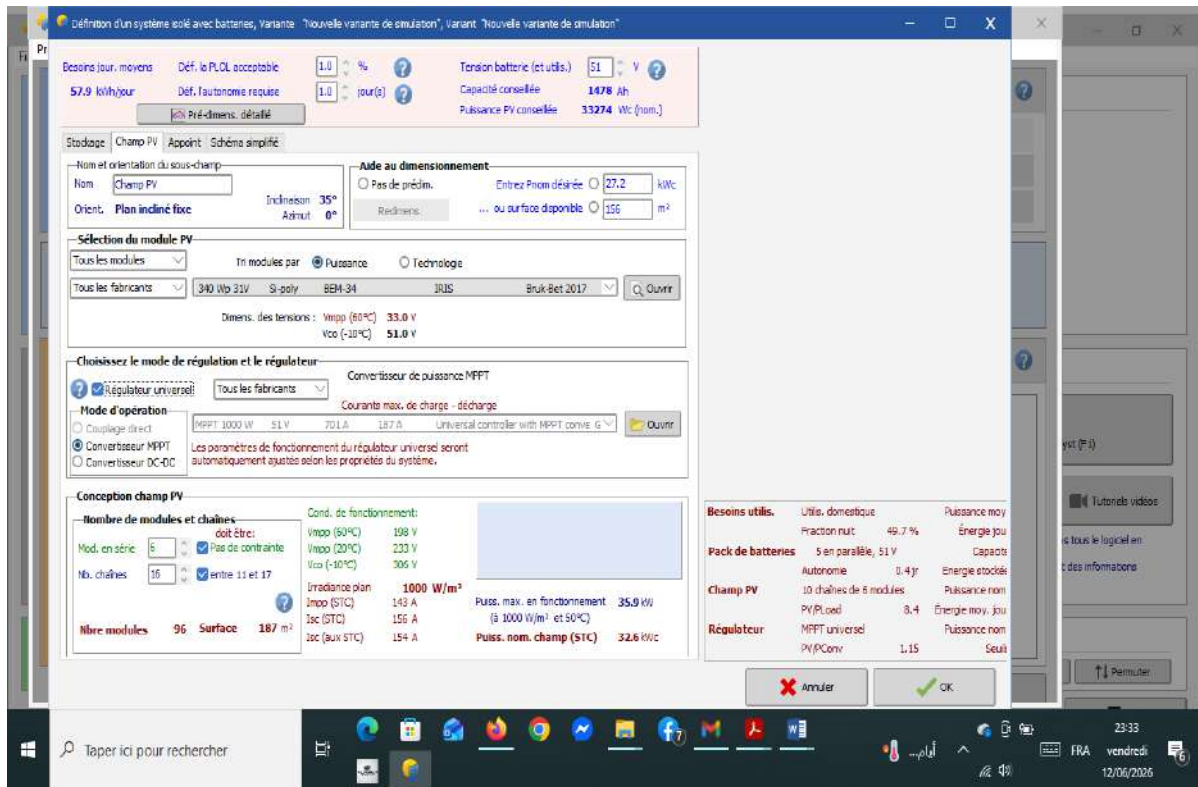 Définition d'un système isolé avec batteries, Variante "Nouvelle variante de simulation", Variant "Nouvelle variante de simulation"
Besoins jour. moyens
57.9 kWh/jour
Déf. la PLOL acceptable 1.0 %
Déf. l'autonome requise 1.0 jour(s)
Pré-dimens. détaillé
Tension batterie (et utilis.) 51 V
Capacité conseillée 1478 Ah
Puissance PV conseillée 33274 Wc (nom.)
Stockage Champ PV Appoint Schéma simplifié
Nom et orientation du sous-champ
Nom Champ PV
Orient. Plan incliné fixe
Inclinaison 35°
Azimut 0°
Aide au dimensionnement
Pas de prédim. Entrez Pnom désirée 27.2 kWc
Redimens. ... ou surface disponible 156 m²
Sélection du module PV
Tous les modules Tri modules par Puissance Technologie
Tous les fabricants 340 Wp 31V Si-poly BEM-34 IRIS Bruk-Bet 2017 Ouvrir
Dimens. des tensions : Vmpp (60°C) 33.0 V
Vco (-10°C) 51.0 V
Choisissez le mode de régulation et le régulateur
Régulateur universel Tous les fabricants Convertisseur de puissance MPPT
Courants max. de charge - décharge
Mode d'opération
Couplage direct
Convertisseur MPPT
Convertisseur DC-DC
MPPT 1000 W 51 V 701 A 187 A Universal controller with MPPT conve G Ouvrir
Les paramètres de fonctionnement du régulateur universel seront
automatiquement ajustés selon les propriétés du système.
Conception champ PV
Nombre de modules et chaînes
doit être:
Mod. en série 6 Pas de contrainte
Nb. chaînes 16 entre 11 et 17
Nbre modules 96 Surface 187 m²
Cond. de fonctionnement:
Vmpp (60°C) 198 V
Vmpp (20°C) 233 V
Vco (-10°C) 306 V
Irradiance plan 1000 W/m²
Impp (STC) 143 A
Isc (STC) 156 A
Isc (aux STC) 154 A
Puiss. max. en fonctionnement 35.9 kW
(à 1000 W/m² et 50°C)
Puiss. nom. champ (STC) 32.6 kWc
Besoins utilis. Utilis. domestique Puissance moy
Fraction nuit 49.7 % Énergie jou
Pack de batteries 5 en parallèle, 51 V Capacité
Autonome 0.4 jr Énergie stockée
Champ PV 10 chaînes de 6 modules Puissance nom
PV/PLoad 8.4 Énergie moy. jou
Régulateur MPPT universel Puissance nom
PV/PConv 1.15 Seuils
Annuler OK
Tutoriels vidéos
s tous le logiciel en
t des informations
Permuter
Taper ici pour rechercher
7
أيام...
FRA
23:33
vendredi
12/06/2026
6